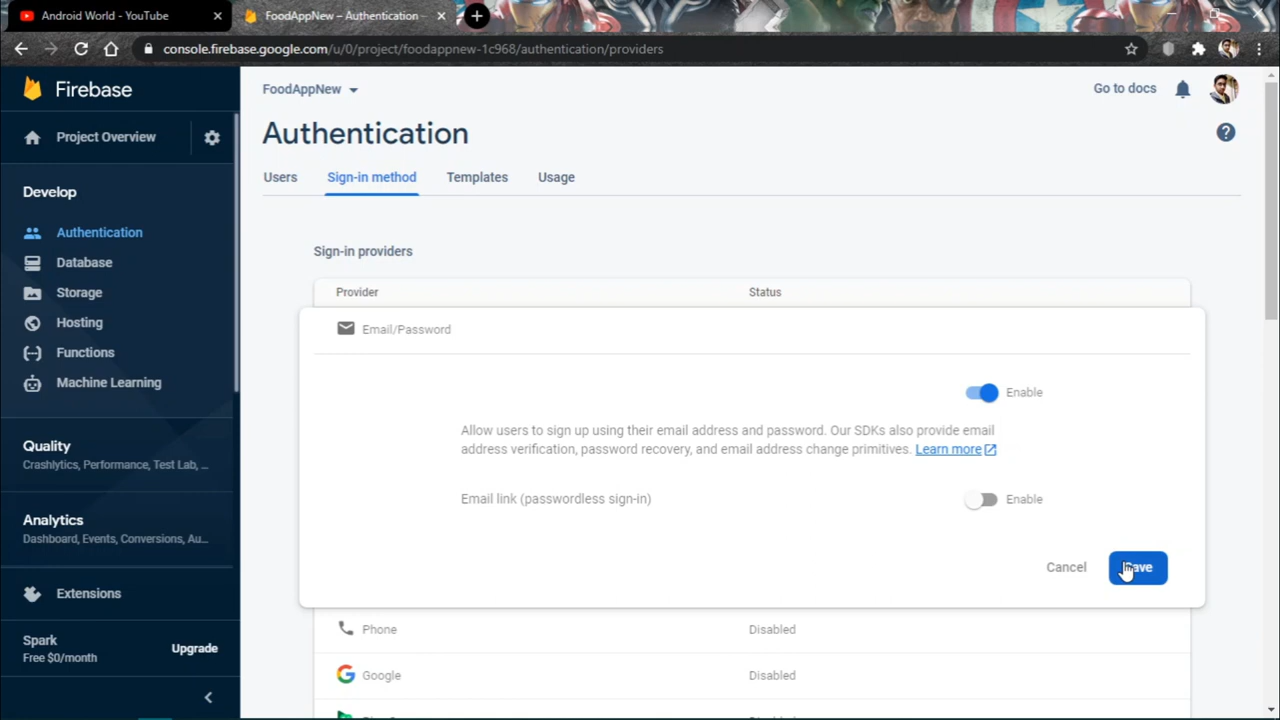 Android World - YouTube
FoodAppNew – Authentication
console.firebase.google.com/u/0/project/foodappnew-1c968/authentication/providers
Firebase
Project Overview
Develop
Authentication
Database
Storage
Hosting
Functions
Machine Learning
Quality
Crashlytics, Performance, Test Lab, ...
Analytics
Dashboard, Events, Conversions, Au...
Extensions
Spark
Free $0/month
Upgrade
FoodAppNew
Go to docs
Authentication
Users
Sign-in method
Templates
Usage
Sign-in providers
Provider
Status
Email/Password
Enable
Allow users to sign up using their email address and password. Our SDKs also provide email
address verification, password recovery, and email address change primitives. Learn more
Email link (passwordless sign-in)
Enable
Cancel
Save
Phone
Disabled
Google
Disabled